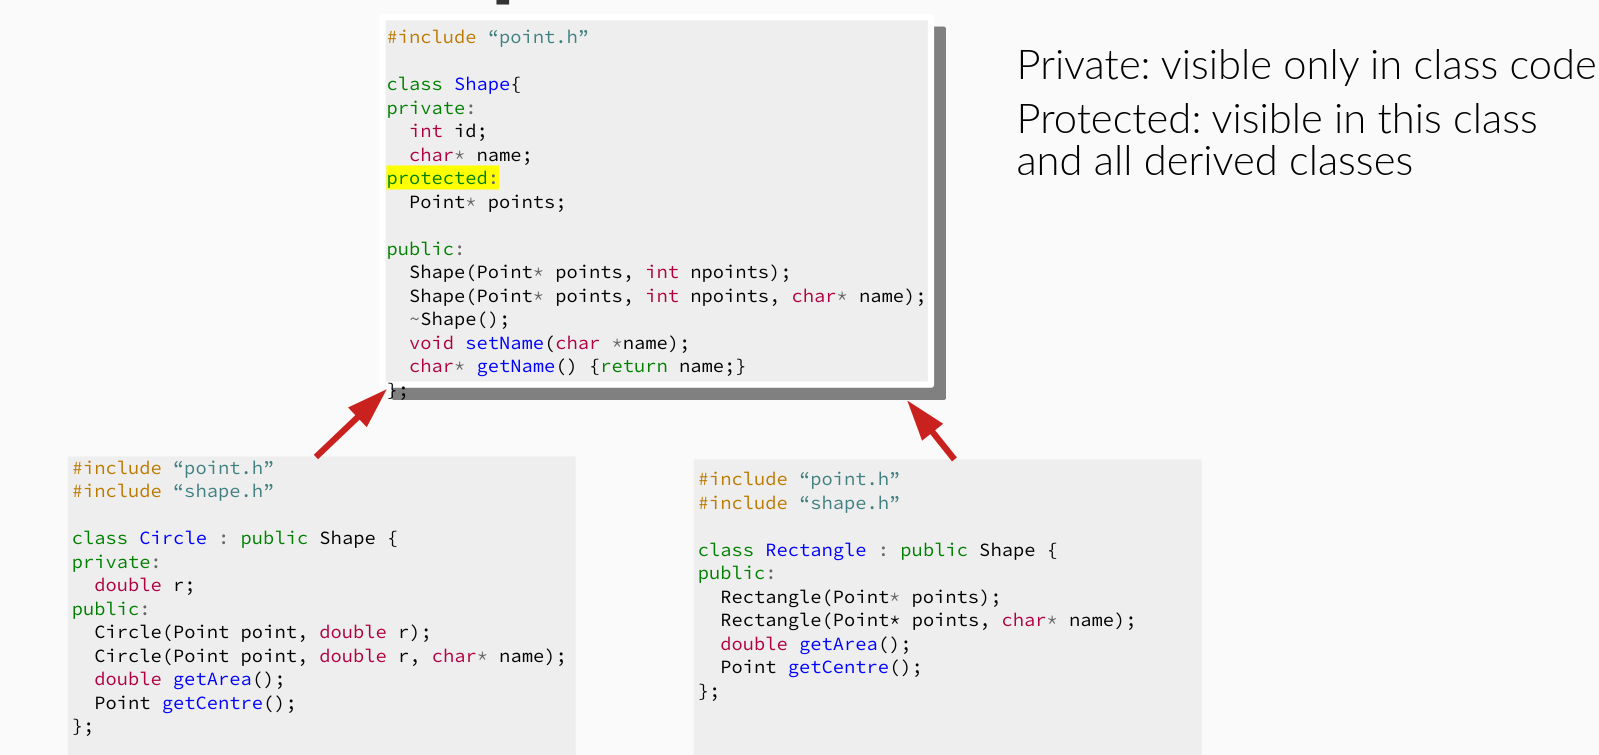 #include “point.h”
class Shape{
private:
int id;
char* name;
protected:
Point* points;
public:
Shape(Point* points, int npoints);
Shape(Point* points, int npoints, char* name);
~Shape();
void setName(char *name);
char* getName() {return name;}
};
Private: visible only in class code
Protected: visible in this class
and all derived classes
#include “point.h”
#include “shape.h”
class Circle : public Shape {
private:
double r;
public:
Circle(Point point, double r);
Circle(Point point, double r, char* name);
double getArea();
Point getCentre();
};
#include “point.h”
#include “shape.h”
class Rectangle : public Shape {
public:
Rectangle(Point* points);
Rectangle(Point* points, char* name);
double getArea();
Point getCentre();
};